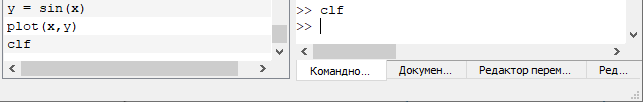 y = sin(x)
plot(x,y)
clf
>> clf
>>
Командно... Докумен... Редактор перем... Ред...